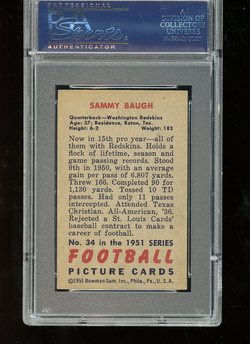 PROFESSIONAL
PSA
Sports
AUTHENTICATOR
A DIVISION OF
COLLECTORS
UNIVERSE
SAMMY BAUGH
Quarterback—Washington Redskins
Age: 37; Residence, Rotan, Tex.
Height: 6-2 Weight: 182
Now in 15th pro year—all of
them with Redskins. Holds a
flock of lifetime, season and
game passing records. Stood
9th in 1950, with an average
gain per pass of 6.807 yards.
Threw 166. Completed 90 for
1,130 yards. Tossed 10 TD
passes. Had only 11 passes
intercepted. Attended Texas
Christian. All-American, '36.
Rejected a St. Louis Cards'
baseball contract to make a
career of football.
No. 34 in the 1951 SERIES
FOOTBALL
PICTURE CARDS
©1951 Bowman Gum, Inc., Phila., Pa., U.S.A.